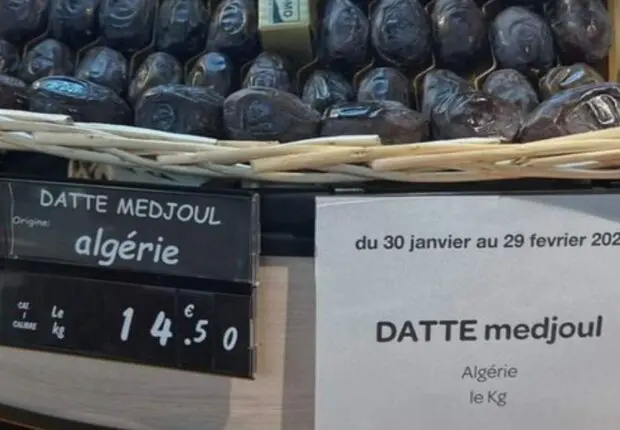 DATTE MEDJOUL
Origine:
algérie
CAT.
I
CALIBRE
Le
kg
14€.50
du 30 janvier au 29 fevrier 202
DATTE medjoul
Algérie
le Kg